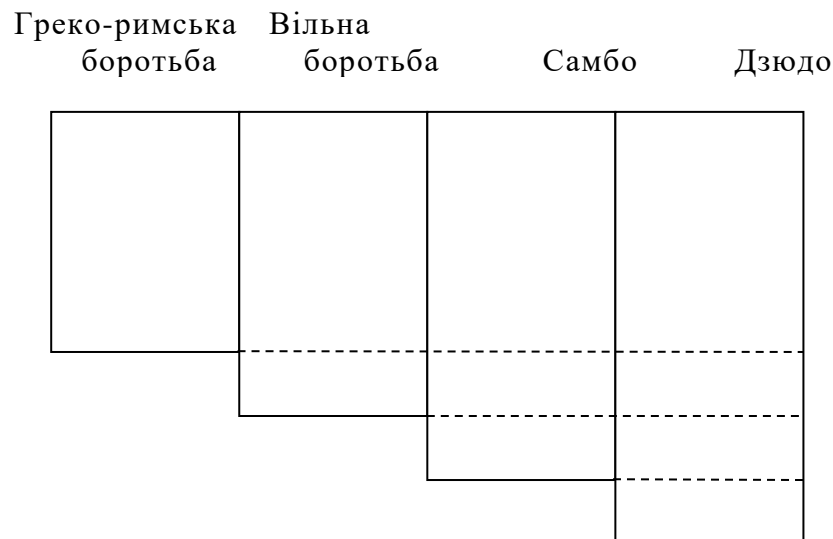 Греко-римська Вільна
боротьба боротьба Самбо Дзюдо